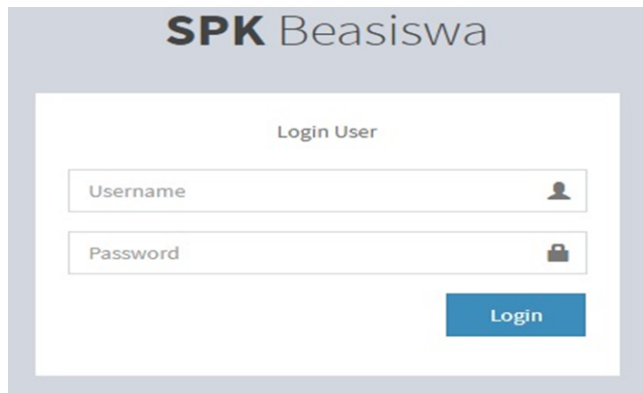 SPK Beasiswa
Login User
Username
Password
Login